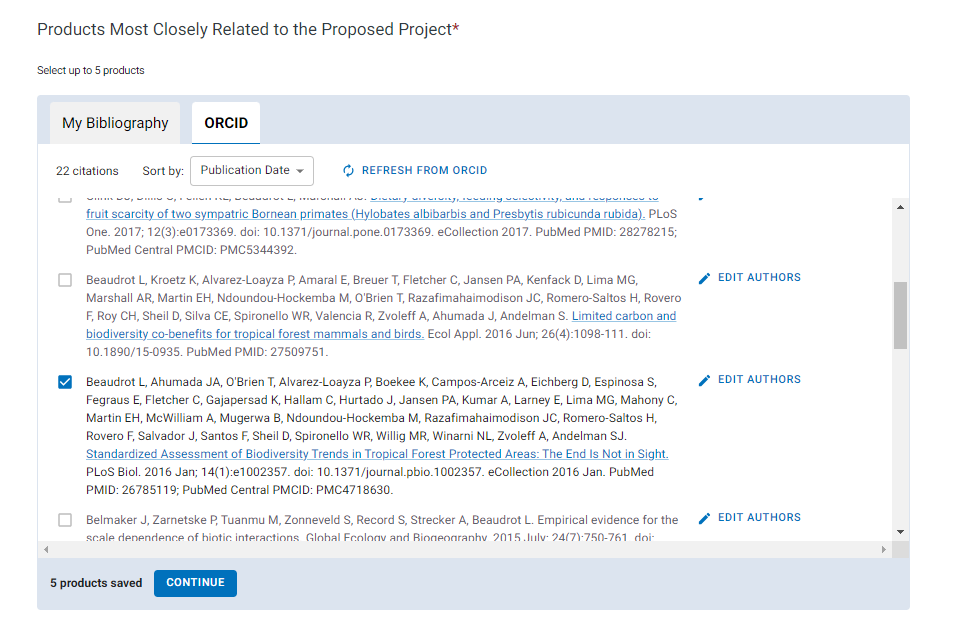 Products Most Closely Related to the Proposed Project*
Select up to 5 products
My Bibliography
ORCID
22 citations
Sort by:
Publication Date
REFRESH FROM ORCID
Beaudrot L, Marshall AJ. Dietary diversity, feeding selectivity, and responses to
fruit scarcity of two sympatric Bornean primates (Hylobates albibarbis and Presbytis rubicunda rubida). PLoS
One. 2017; 12(3):e0173369. doi: 10.1371/journal.pone.0173369. eCollection 2017. PubMed PMID: 28278215;
PubMed Central PMCID: PMC5344392.
Beaudrot L, Kroetz K, Alvarez-Loayza P, Amaral E, Breuer T, Fletcher C, Jansen PA, Kenfack D, Lima MG,
EDIT AUTHORS
Marshall AR, Martin EH, Ndoundou-Hockemba M, O'Brien T, Razafimahaimodison JC, Romero-Saltos H, Rovero
F, Roy CH, Sheil D, Silva CE, Spironello WR, Valencia R, Zvoleff A, Ahumada J, Andelman S. Limited carbon and
biodiversity co-benefits for tropical forest mammals and birds. Ecol Appl. 2016 Jun; 26(4):1098-111. doi:
10.1890/15-0935. PubMed PMID: 27509751.
Beaudrot L, Ahumada JA, O'Brien T, Alvarez-Loayza P, Boekee K, Campos-Arceiz A, Eichberg D, Espinosa S,
EDIT AUTHORS
Fegraus E, Fletcher C, Gajapersad K, Hallam C, Hurtado J, Jansen PA, Kumar A, Larney E, Lima MG, Mahony C,
Martin EH, McWilliam A, Mugerwa B, Ndoundou-Hockemba M, Razafimahaimodison JC, Romero-Saltos H,
Rovero F, Salvador J, Santos F, Sheil D, Spironello WR, Willig MR, Winarni NL, Zvoleff A, Andelman SJ.
Standardized Assessment of Biodiversity Trends in Tropical Forest Protected Areas: The End Is Not in Sight.
PLoS Biol. 2016 Jan; 14(1):e1002357. doi: 10.1371/journal.pbio.1002357. eCollection 2016 Jan. PubMed
PMID: 26785119; PubMed Central PMCID: PMC4718630.
Belmaker J, Zarnetske P, Tuanmu M, Zonneveld S, Record S, Strecker A, Beaudrot L. Empirical evidence for the
EDIT AUTHORS
scale dependence of biotic interactions. Global Ecology and Biogeography. 2015 July; 24(7):750-761. doi:
5 products saved
CONTINUE